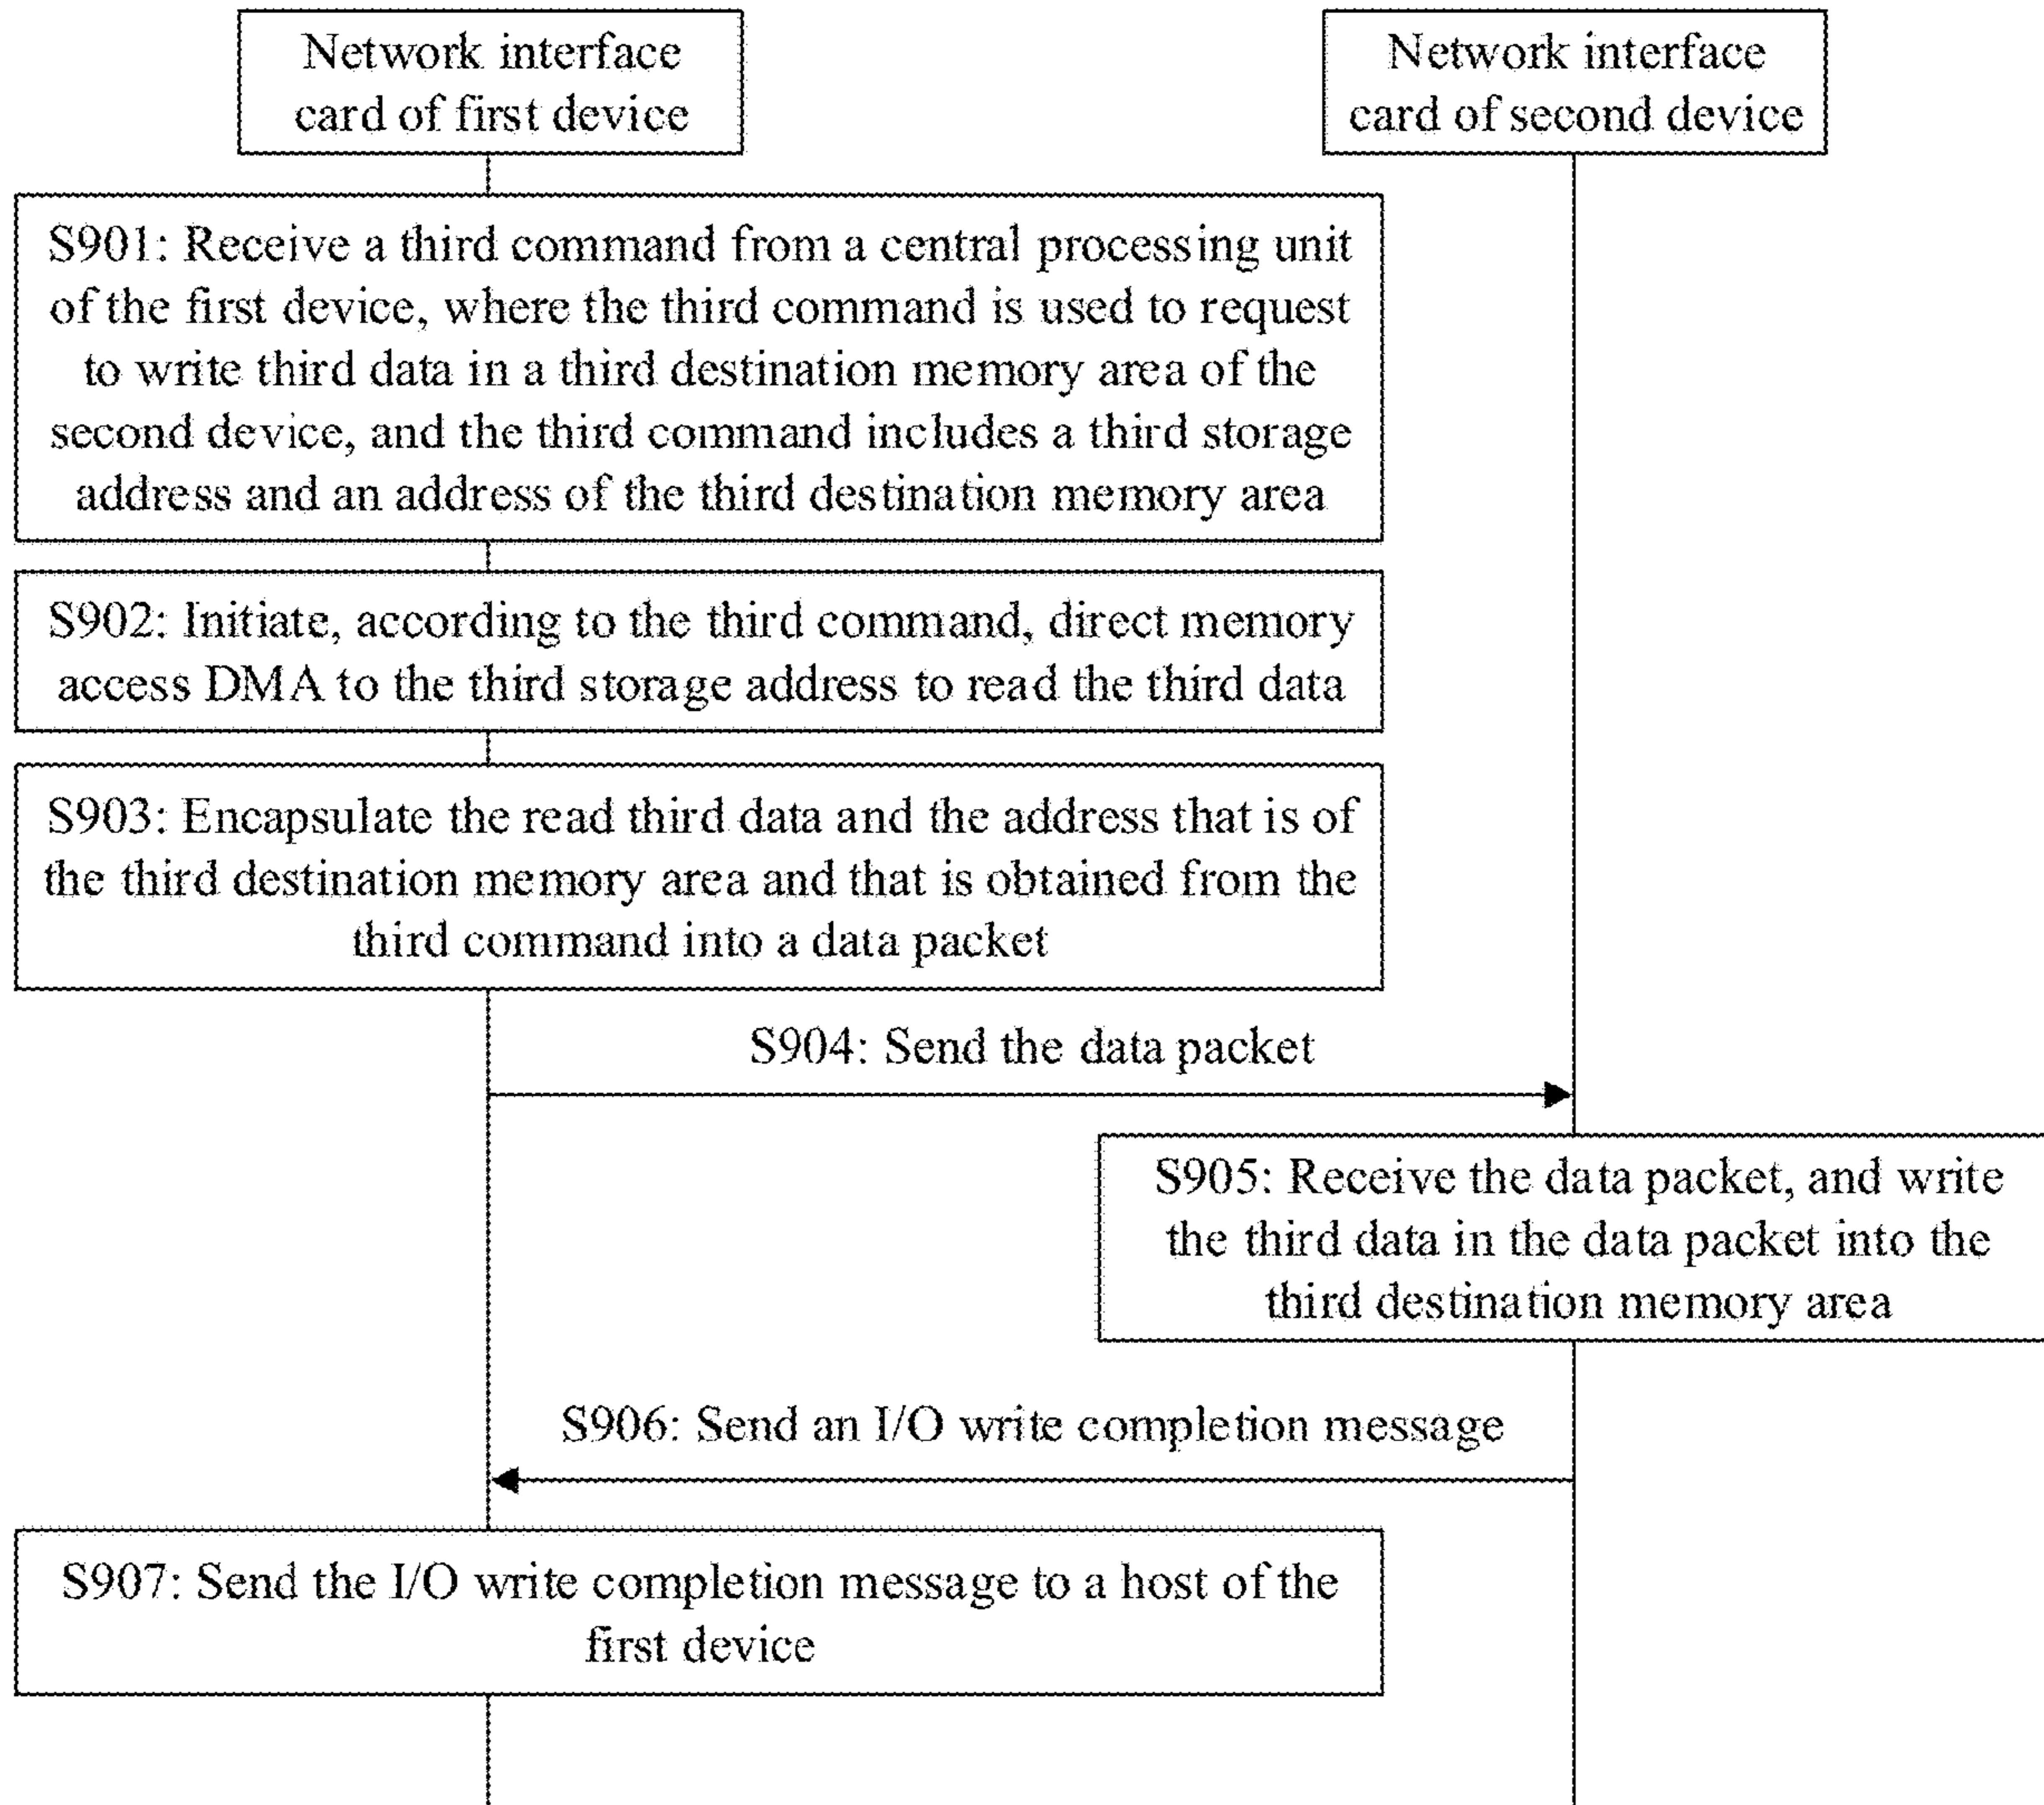 Network interface
card of first device
Network interface
card of second device
S901: Receive a third command from a central processing unit
of the first device, where the third command is used to request
to write third data in a third destination memory area of the
second device, and the third command includes a third storage
address and an address of the third destination memory area
S902: Initiate, according to the third command, direct memory
access DMA to the third storage address to read the third data
S903: Encapsulate the read third data and the address that is of
the third destination memory area and that is obtained from the
third command into a data packet
S904: Send the data packet
S905: Receive the data packet, and write
the third data in the data packet into the
third destination memory area
S906: Send an I/O write completion message
S907: Send the I/O write completion message to a host of the
first device